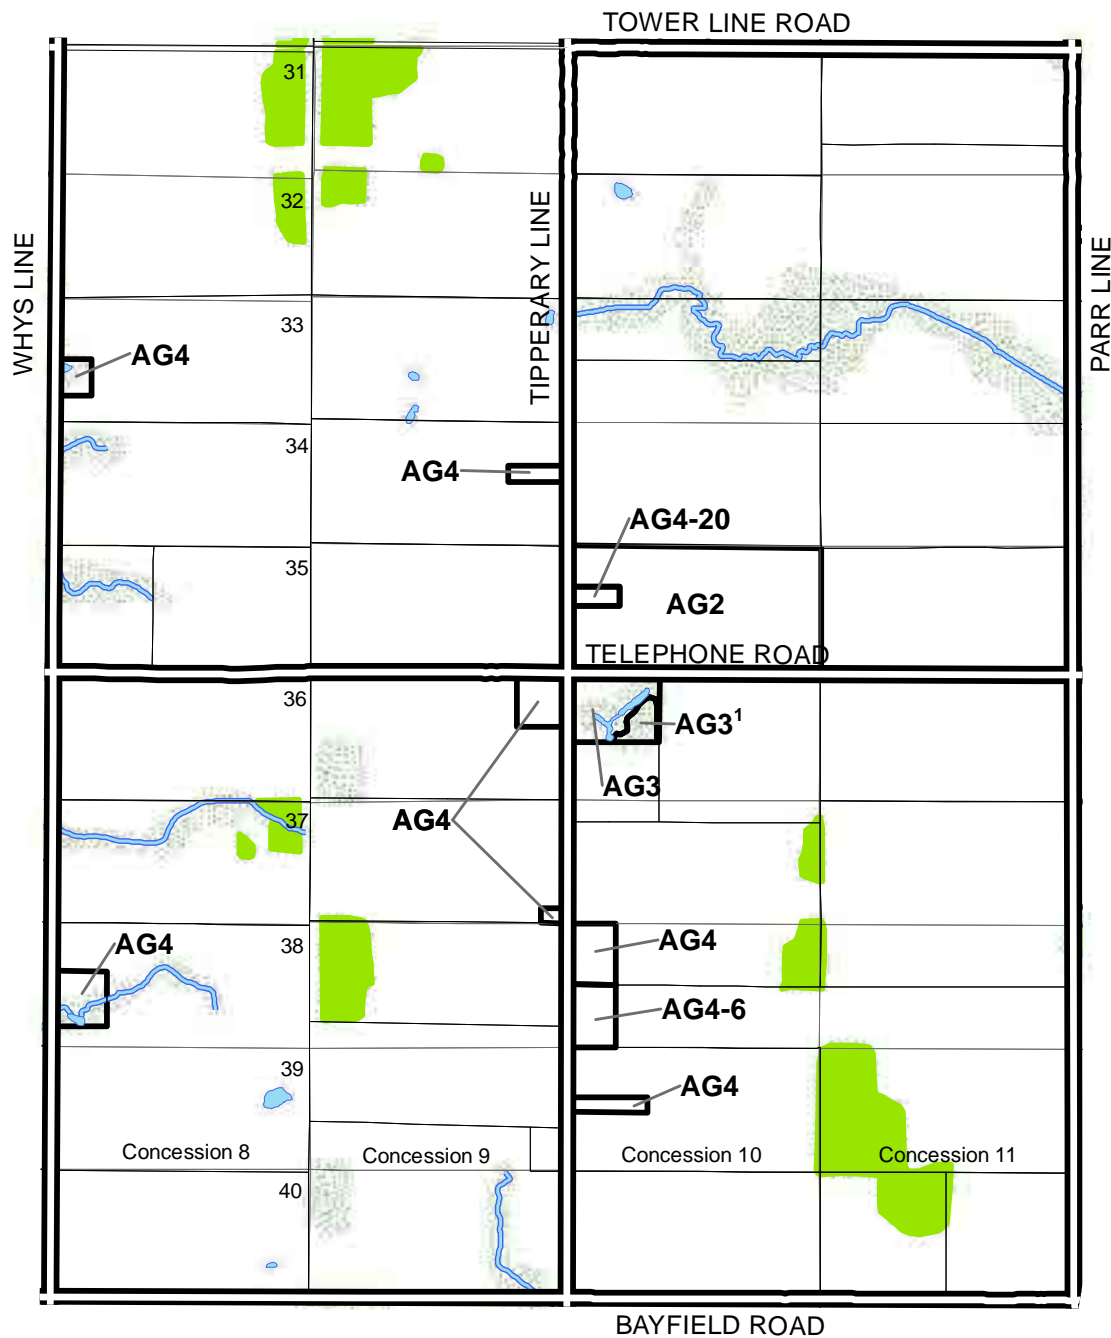 TOWER LINE ROAD
31
32
WHYS LINE
TIPPERARY LINE
PARR LINE
33
AG4
34
AG4
AG4-20
35
AG2
TELEPHONE ROAD
36
AG3¹
AG3
37
AG4
AG4
38
AG4
AG4-6
39
AG4
Concession 8
Concession 9
Concession 10
Concession 11
40
BAYFIELD ROAD